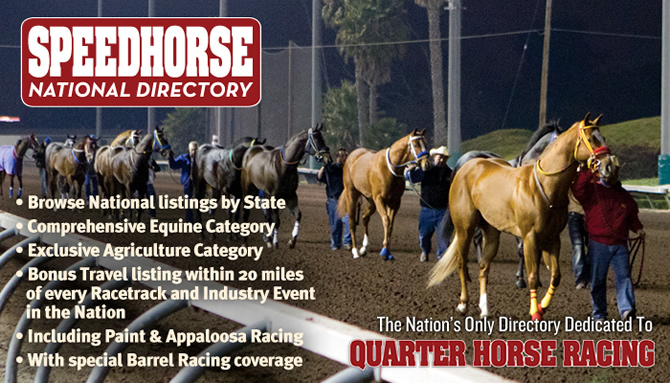 SPEEDHORSE
NATIONAL DIRECTORY
• Browse National listings by State
• Comprehensive Equine Category
• Exclusive Agriculture Category
• Bonus Travel listing within 20 miles
of every Racetrack and Industry Event
in the Nation
• Including Paint & Appaloosa Racing
• With special Barrel Racing coverage
The Nation's Only Directory Dedicated To
QUARTER HORSE RACING